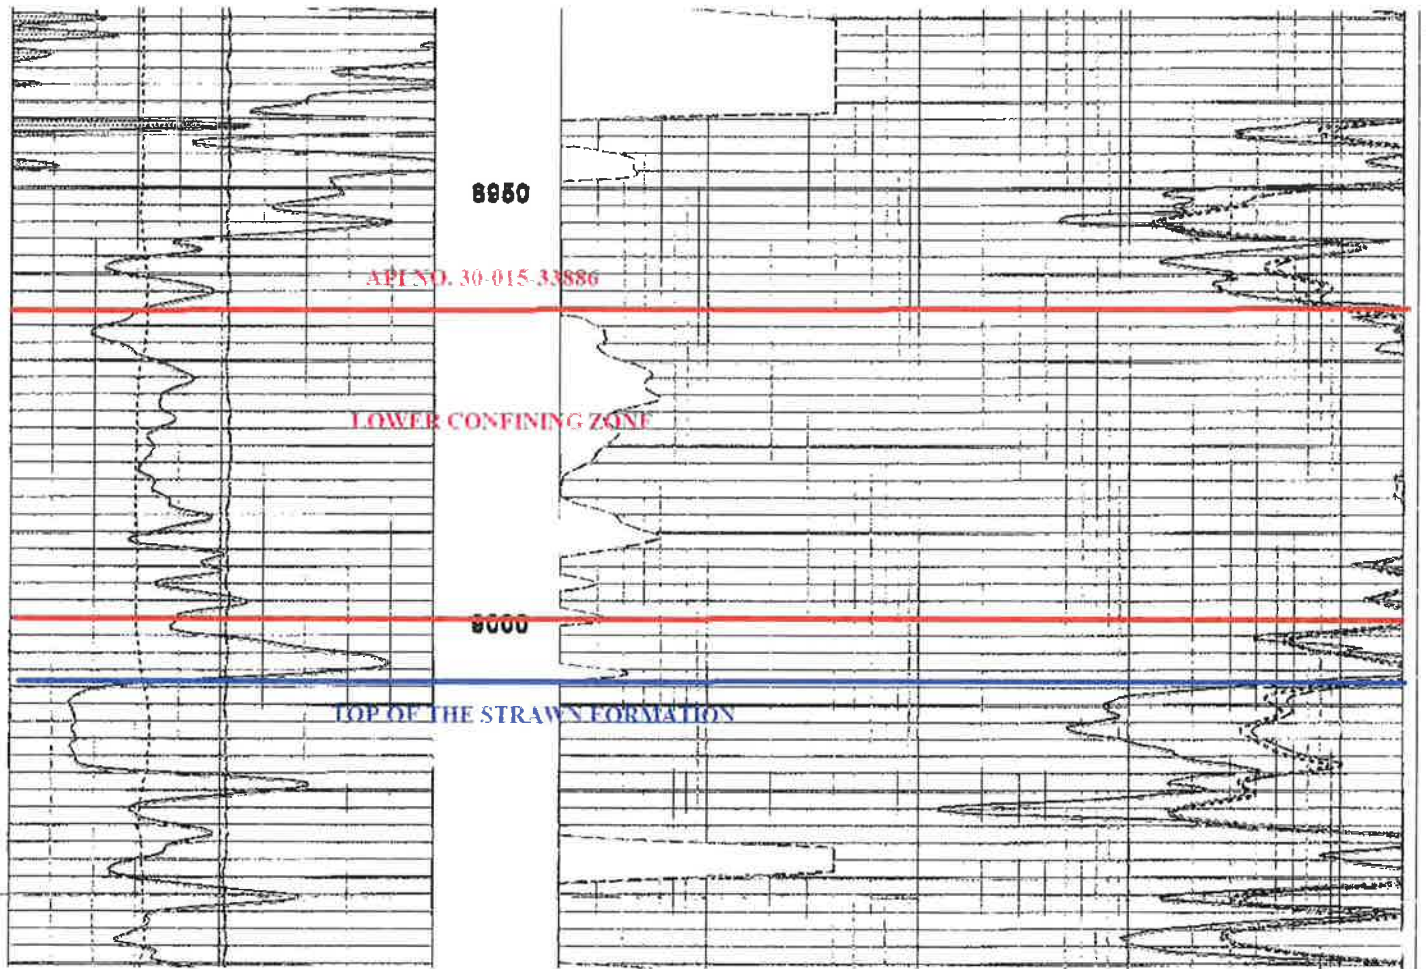 8950
API NO. 30-015-33886
LOWER CONFINING ZONE
9000
TOP OF THE STRAWN FORMATION